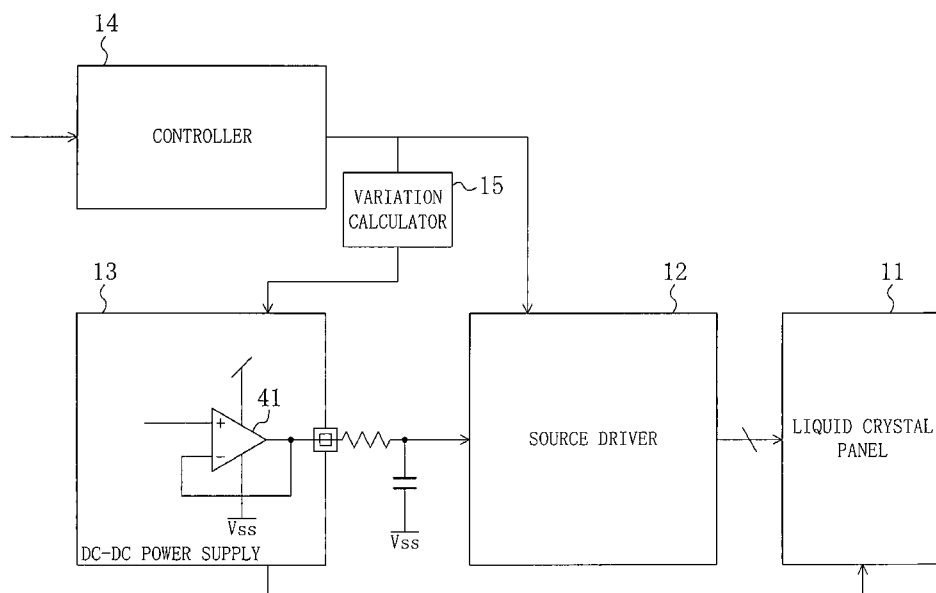 14
CONTROLLER
VARIATION
CALCULATOR
15
13
12
11
41
+
−
SOURCE DRIVER
LIQUID CRYSTAL
PANEL
Vss
Vss
DC-DC POWER SUPPLY